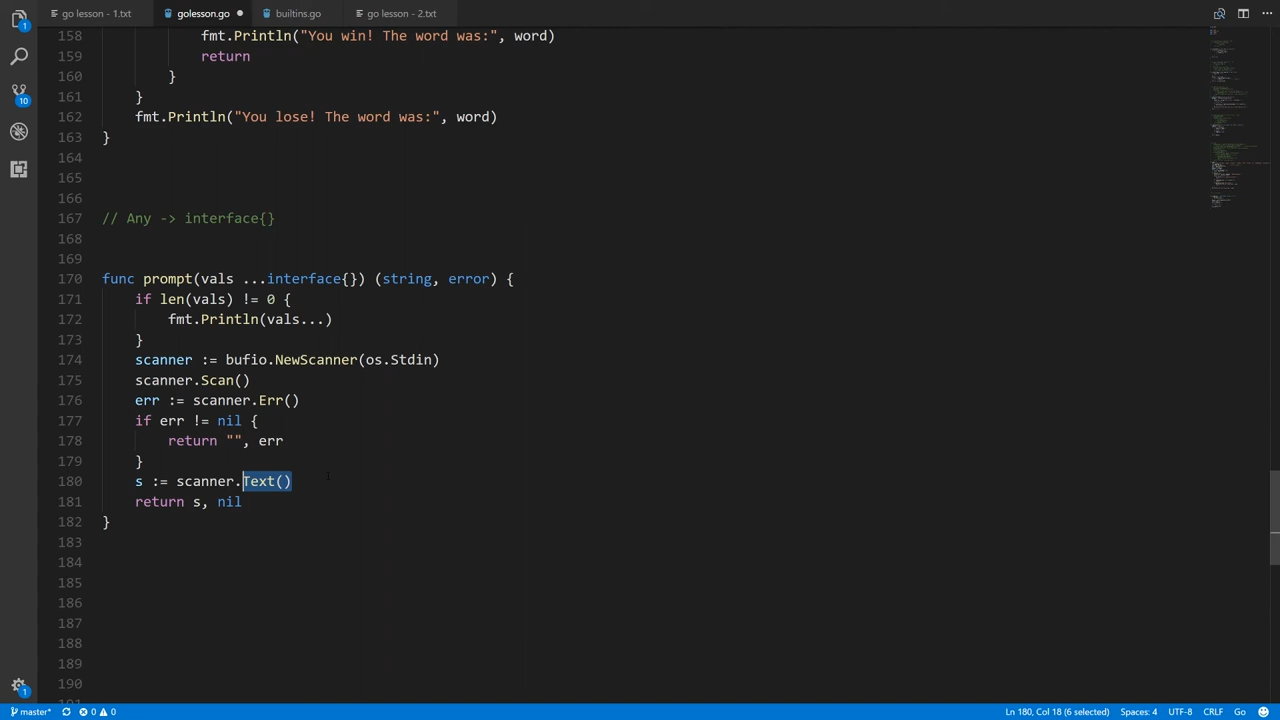 go lesson - 1.txt
golesson.go
builtins.go
go lesson - 2.txt
1
10
158 fmt.Println("You win! The word was:", word)
159 return
160 }
161 }
162 fmt.Println("You lose! The word was:", word)
163 }
164
165
166
167 // Any -> interface{}
168
169
170 func prompt(vals ...interface{}) (string, error) {
171 if len(vals) != 0 {
172 fmt.Println(vals...)
173 }
174 scanner := bufio.NewScanner(os.Stdin)
175 scanner.Scan()
176 err := scanner.Err()
177 if err != nil {
178 return "", err
179 }
180 s := scanner.Text()
181 return s, nil
182 }
183
184
185
186
187
188
189
190
1
master* 0 0 Ln 180, Col 18 (6 selected) Spaces: 4 UTF-8 CRLF Go